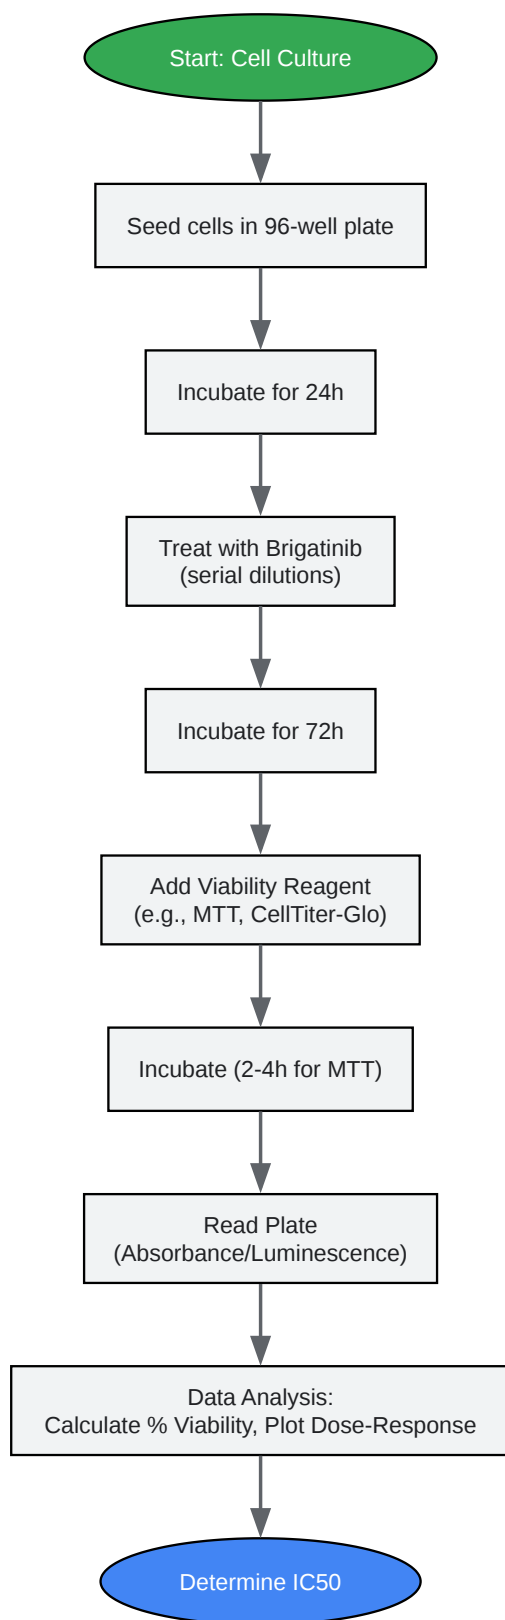 Start: Cell Culture
Seed cells in 96-well plate
Incubate for 24h
Treat with Brigatinib
(serial dilutions)
Incubate for 72h
Add Viability Reagent
(e.g., MTT, CellTiter-Glo)
Incubate (2-4h for MTT)
Read Plate
(Absorbance/Luminescence)
Data Analysis:
Calculate % Viability, Plot Dose-Response
Determine IC50